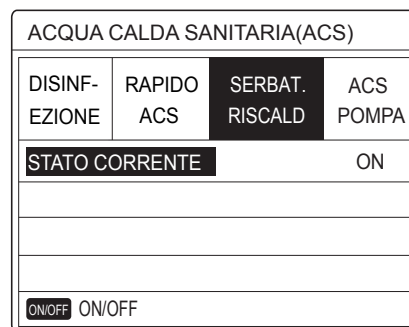 ACQUA CALDA SANITARIA(ACS)
DISINF- RAPIDO SERBAT. ACS
EZIONE ACS RISCALD POMPA
STATO CORRENTE ON
ON/OFF ON/OFF